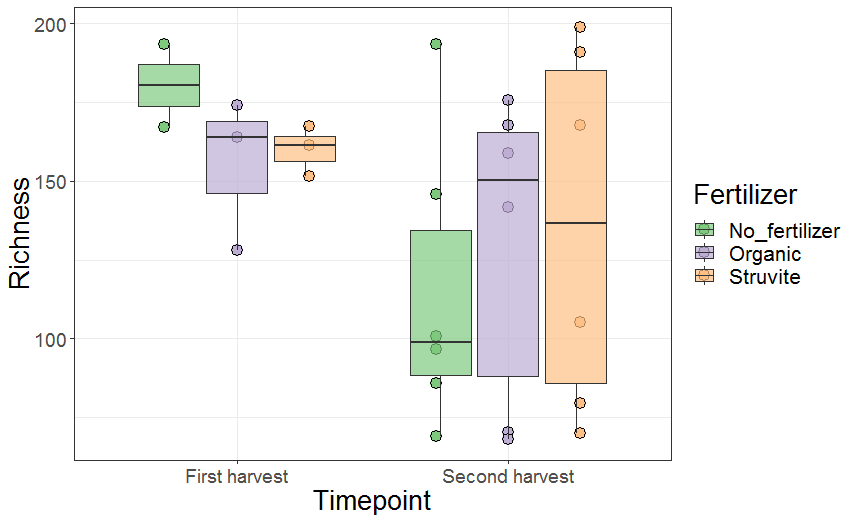 200
150
100
Richness
First harvest
Second harvest
Timepoint
Fertilizer
No_fertilizer
Organic
Struvite